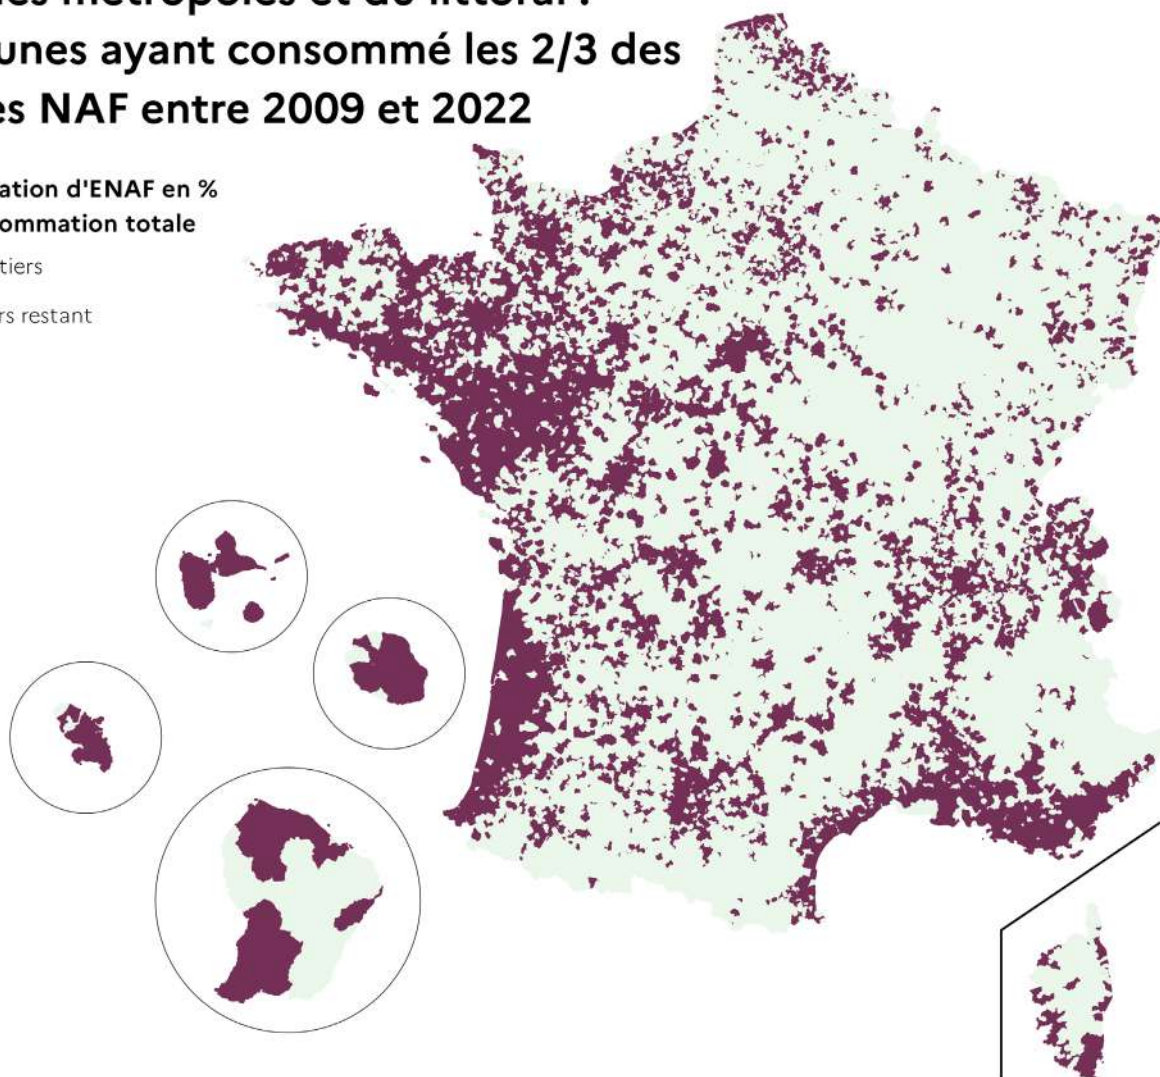 les métropoles et du littoral :
unes ayant consommé les 2/3 des
es NAF entre 2009 et 2022
ation d'ENAF en %
ommation totale
tiers
rs restant